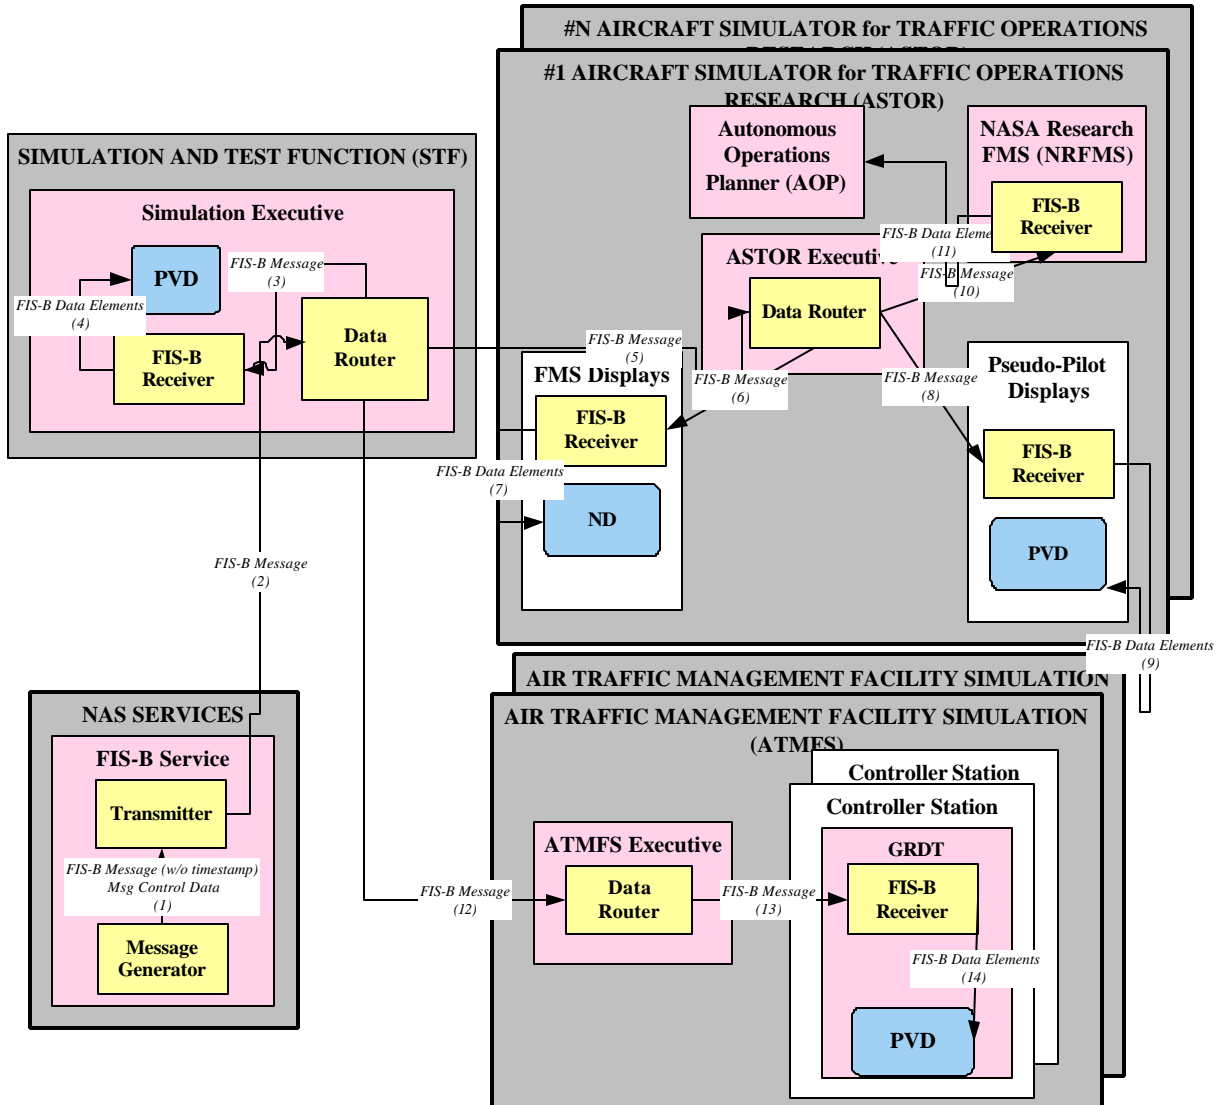 #N AIRCRAFT SIMULATOR for TRAFFIC OPERATIONS
RESEARCH (ASTOR)
#1 AIRCRAFT SIMULATOR for TRAFFIC OPERATIONS
RESEARCH (ASTOR)
Autonomous
Operations
Planner (AOP)
NASA Research
FMS (NRFMS)
FIS-B
Receiver
FIS-B Data Eleme
(11)
FIS-B Message
(10)
ASTOR Executive
Data Router
SIMULATION AND TEST FUNCTION (STF)
Simulation Executive
PVD
FIS-B Message
(3)
FIS-B Data Elements
(4)
FIS-B
Receiver
Data
Router
FIS-B Message
(5)
FMS Displays
FIS-B Message
(6)
FIS-B
Receiver
FIS-B Data Elements
(7)
ND
FIS-B Message
(8)
Pseudo-Pilot
Displays
FIS-B
Receiver
PVD
FIS-B Data Elements
(9)
FIS-B Message
(2)
NAS SERVICES
FIS-B Service
Transmitter
FIS-B Message (w/o timestamp)
Msg Control Data
(1)
Message
Generator
AIR TRAFFIC MANAGEMENT FACILITY SIMULATION
AIR TRAFFIC MANAGEMENT FACILITY SIMULATION
(ATMFS)
Controller Station
Controller Station
ATMFS Executive
Data
Router
FIS-B Message
(12)
FIS-B Message
(13)
GRDT
FIS-B
Receiver
FIS-B Data Elements
(14)
PVD